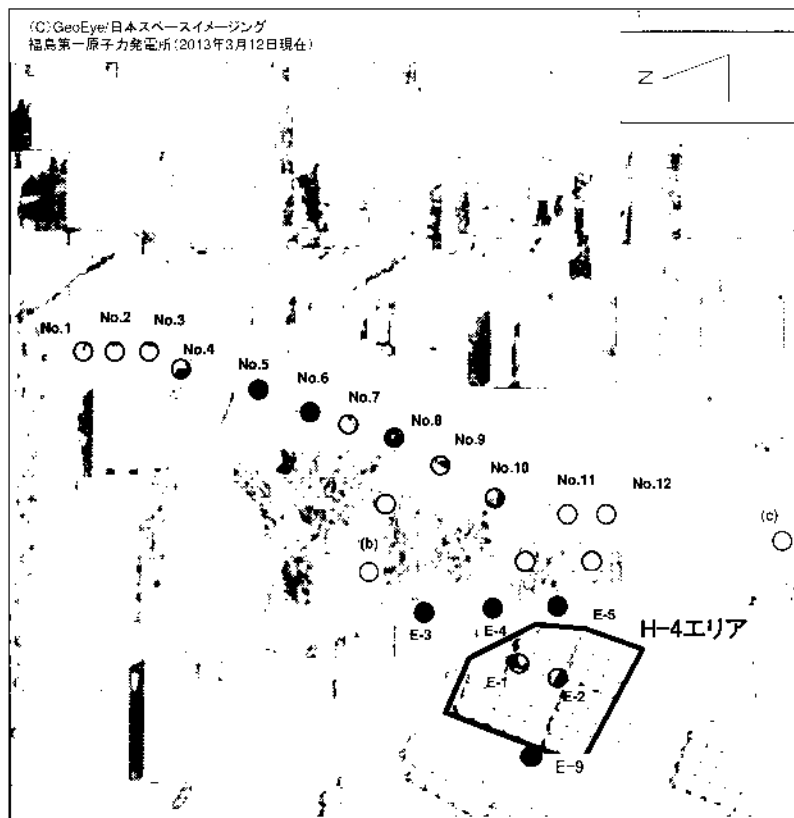 (C)GeoEye/日本スペースイメージング
福島第一原子力発電所(2013年3月12日現在)
N
No.1
No.2
No.3
No.4
No.5
No.6
No.7
No.8
No.9
No.10
No.11
No.12
(b)
(c)
E-3
E-4
E-5
H-4エリア
E-1
E-2
E-9